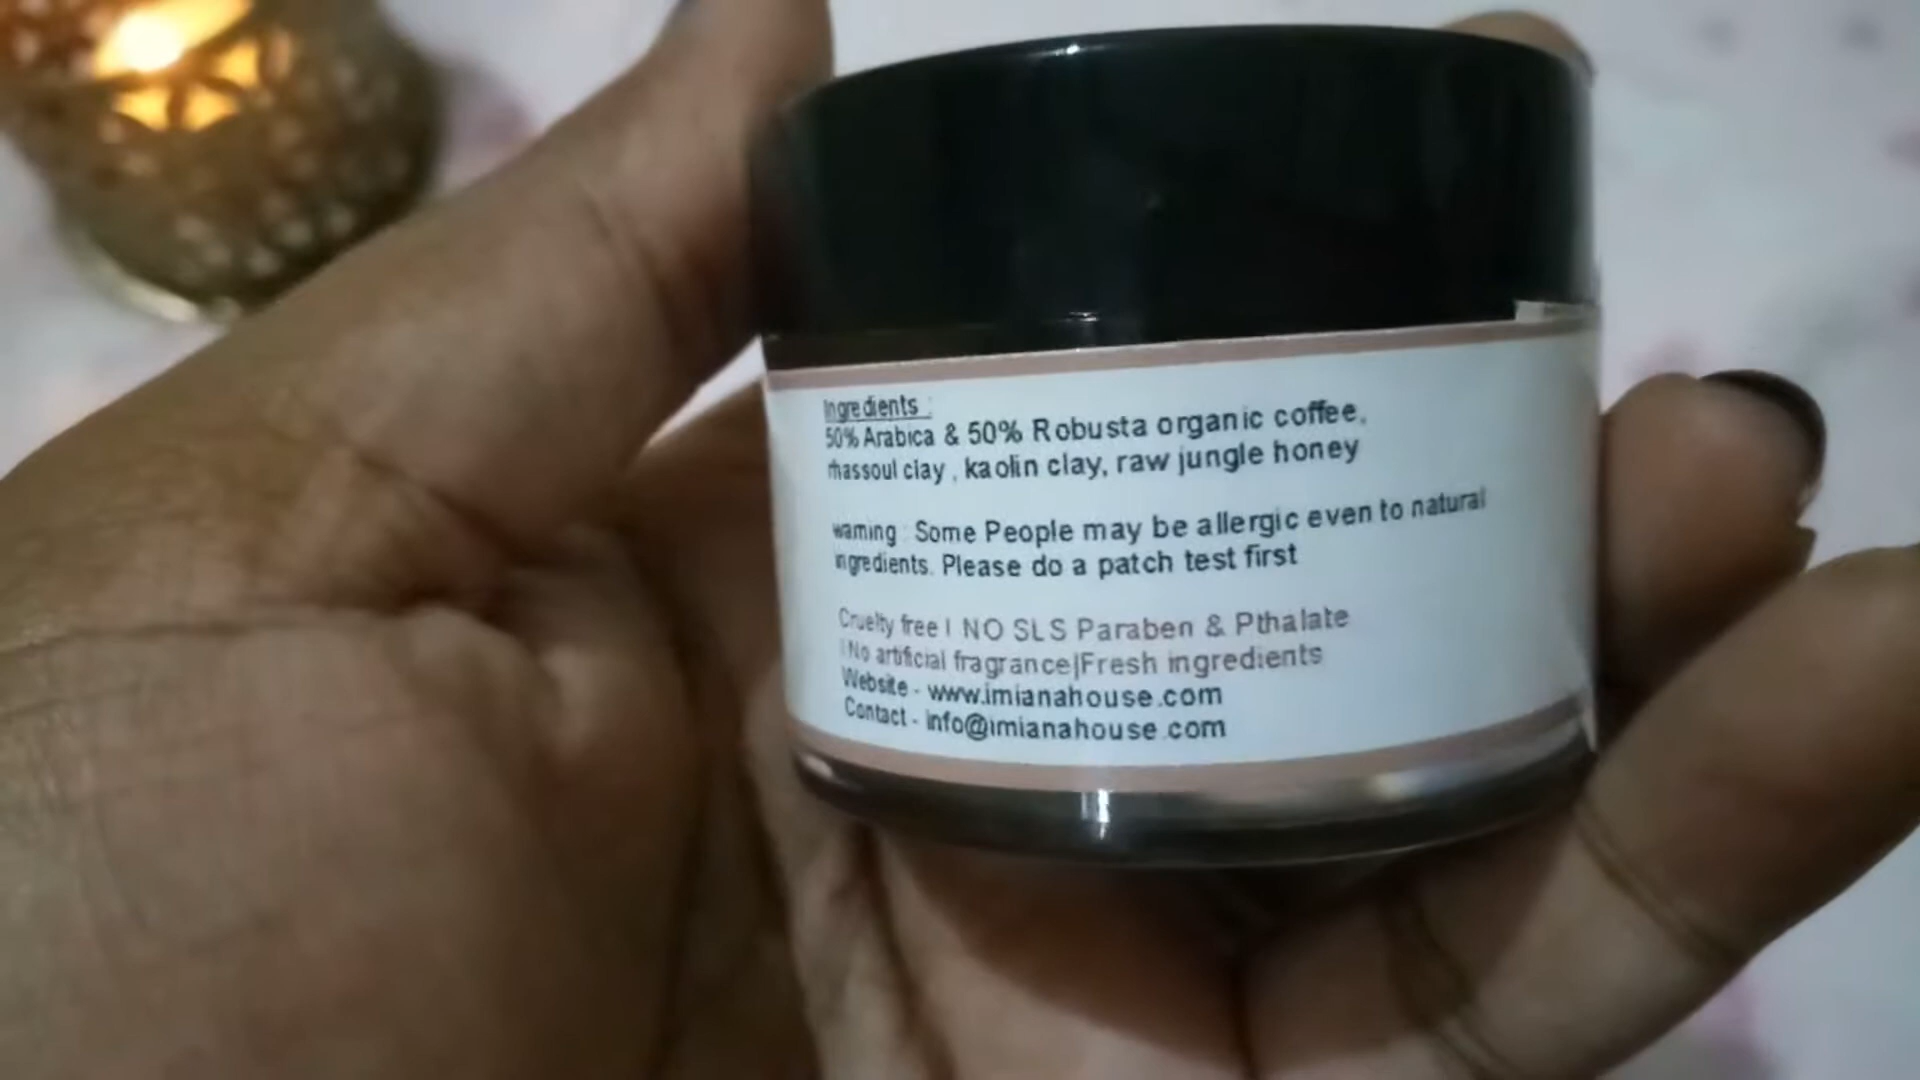 Ingredients :
50% Arabica & 50% Robusta organic coffee,
rhassoul clay , kaolin clay, raw jungle honey
warning : Some People may be allergic even to natural
ingredients. Please do a patch test first
Cruelty free | NO SLS Paraben & Pthalate
| No artificial fragrance|Fresh ingredients
Website - www.imianahouse.com
Contact - info@imianahouse.com